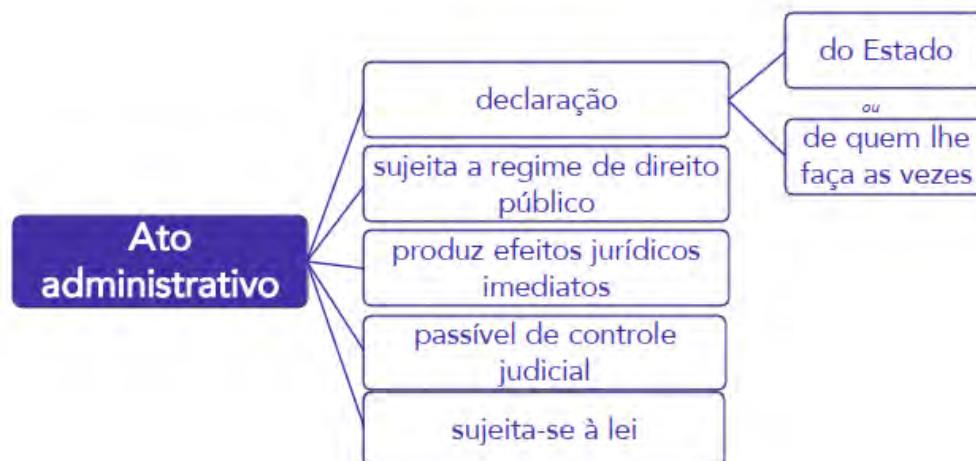 do Estado
declaração
ou
de quem lhe
faça as vezes
sujeita a regime de direito
público
Ato
administrativo
produz efeitos jurídicos
imediatos
passível de controle
judicial
sujeita-se à lei